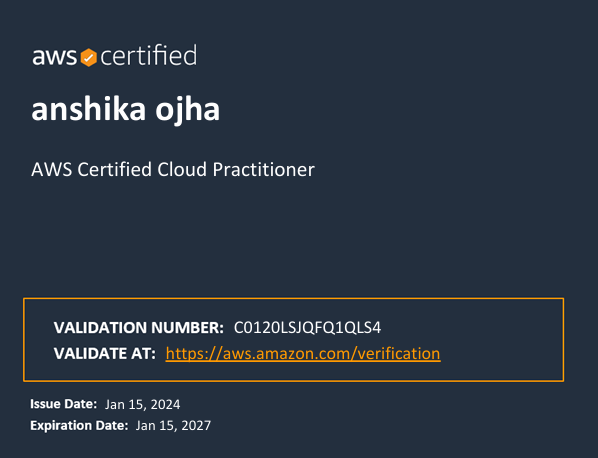 aws certified
anshika ojha
AWS Certified Cloud Practitioner
VALIDATION NUMBER: C0120LSJQFQ1QLS4
VALIDATE AT: https://aws.amazon.com/verification
Issue Date: Jan 15, 2024
Expiration Date: Jan 15, 2027